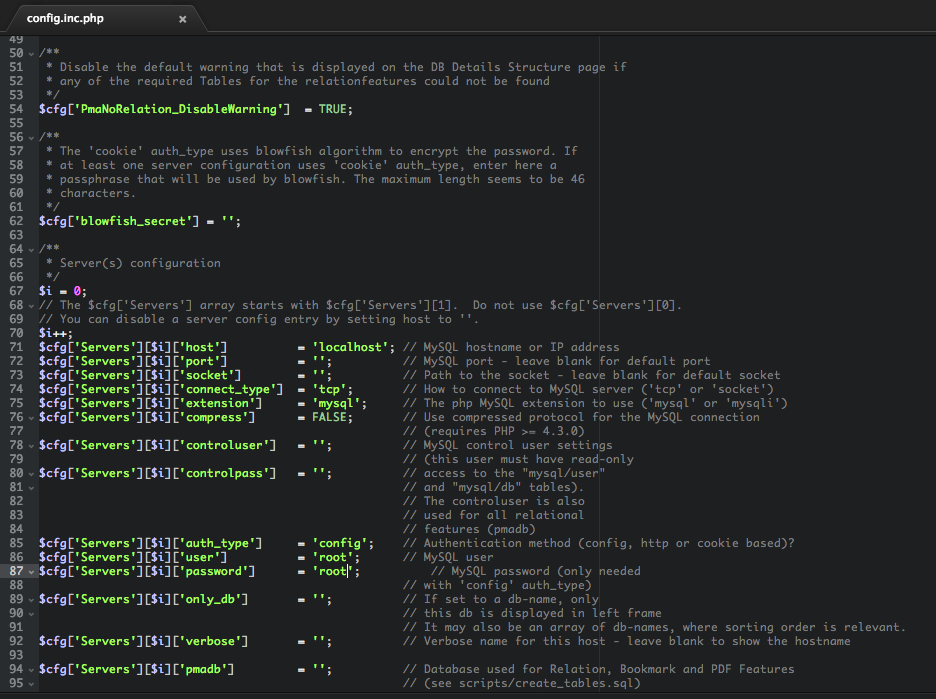 config.inc.php ×
49
50 /**
51 * Disable the default warning that is displayed on the DB Details Structure page if
52 * any of the required Tables for the relationfeatures could not be found
53 */
54 $cfg['PmaNoRelation_DisableWarning']  = TRUE;
55
56 /**
57 * The 'cookie' auth_type uses blowfish algorithm to encrypt the password. If
58 * at least one server configuration uses 'cookie' auth_type, enter here a
59 * passphrase that will be used by blowfish. The maximum length seems to be 46
60 * characters.
61 */
62 $cfg['blowfish_secret'] = '';
63
64 /**
65 * Server(s) configuration
66 */
67 $i = 0;
68 // The $cfg['Servers'] array starts with $cfg['Servers'][1].  Do not use $cfg['Servers'][0].
69 // You can disable a server config entry by setting host to ''.
70 $i++;
71 $cfg['Servers'][$i]['host']          = 'localhost'; // MySQL hostname or IP address
72 $cfg['Servers'][$i]['port']          = '';          // MySQL port - leave blank for default port
73 $cfg['Servers'][$i]['socket']        = '';          // Path to the socket - leave blank for default socket
74 $cfg['Servers'][$i]['connect_type']  = 'tcp';       // How to connect to MySQL server ('tcp' or 'socket')
75 $cfg['Servers'][$i]['extension']     = 'mysql';     // The php MySQL extension to use ('mysql' or 'mysqli')
76 $cfg['Servers'][$i]['compress']      = FALSE;       // Use compressed protocol for the MySQL connection
77 // (requires PHP >= 4.3.0)
78 $cfg['Servers'][$i]['controluser']   = '';          // MySQL control user settings
79 // (this user must have read-only
80 $cfg['Servers'][$i]['controlpass']   = '';          // access to the "mysql/user"
81 // and "mysql/db" tables).
82 // The controluser is also
83 // used for all relational
84 // features (pmadb)
85 $cfg['Servers'][$i]['auth_type']     = 'config';    // Authentication method (config, http or cookie based)?
86 $cfg['Servers'][$i]['user']          = 'root';      // MySQL user
87 $cfg['Servers'][$i]['password']      = 'root';          // MySQL password (only needed
88 // with 'config' auth_type)
89 $cfg['Servers'][$i]['only_db']       = '';          // If set to a db-name, only
90 // this db is displayed in left frame
91 // It may also be an array of db-names, where sorting order is relevant.
92 $cfg['Servers'][$i]['verbose']       = '';          // Verbose name for this host - leave blank to show the hostname
93
94 $cfg['Servers'][$i]['pmadb']         = '';          // Database used for Relation, Bookmark and PDF Features
95 // (see scripts/create_tables.sql)